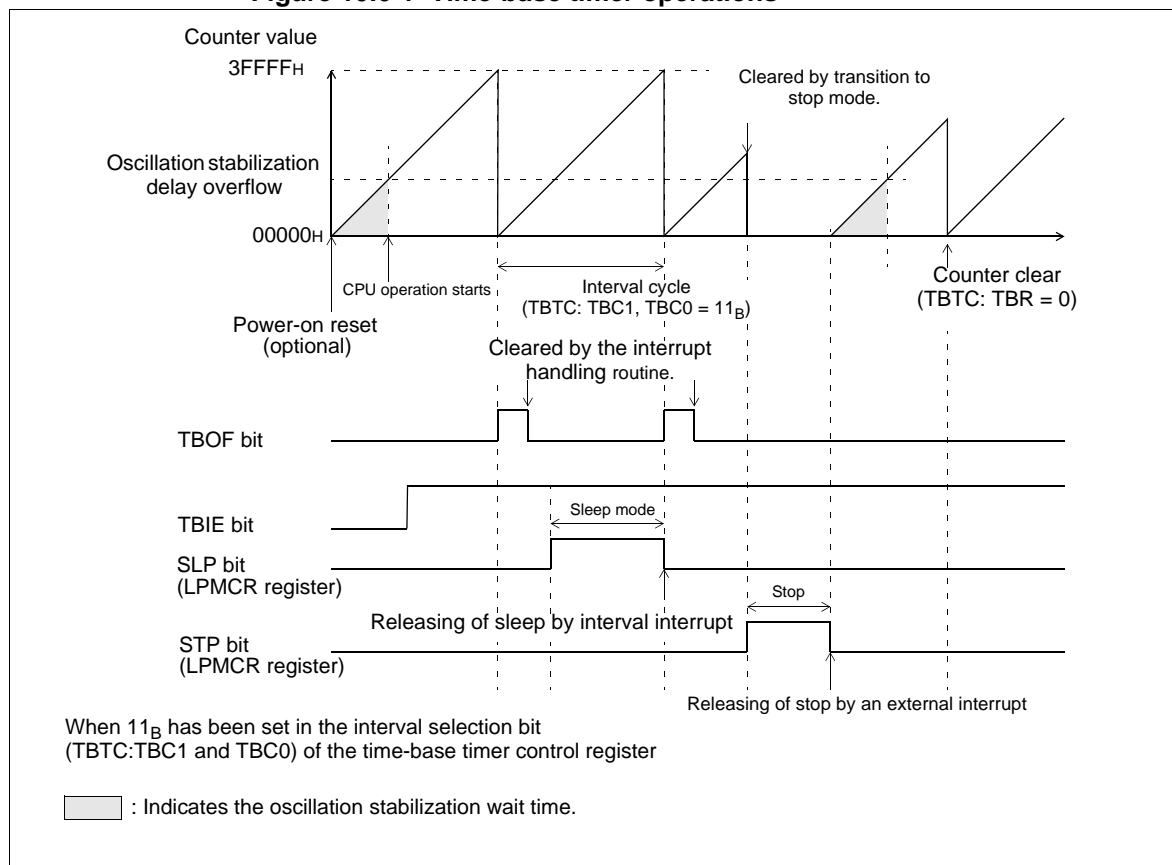 Figure 10.6-1 Time-base timer operations
Counter value
3FFFFH
Cleared by transition to
stop mode.
Oscillation stabilization
delay overflow
00000H
CPU operation starts
Interval cycle
(TBTC: TBC1, TBC0 = 11B)
Counter clear
(TBTC: TBR = 0)
Power-on reset
(optional)
Cleared by the interrupt
handling routine.
TBOF bit
TBIE bit
Sleep mode
SLP bit
(LPMCR register)
Releasing of sleep by interval interrupt
Stop
STP bit
(LPMCR register)
Releasing of stop by an external interrupt
When 11B has been set in the interval selection bit
(TBTC:TBC1 and TBC0) of the time-base timer control register
: Indicates the oscillation stabilization wait time.